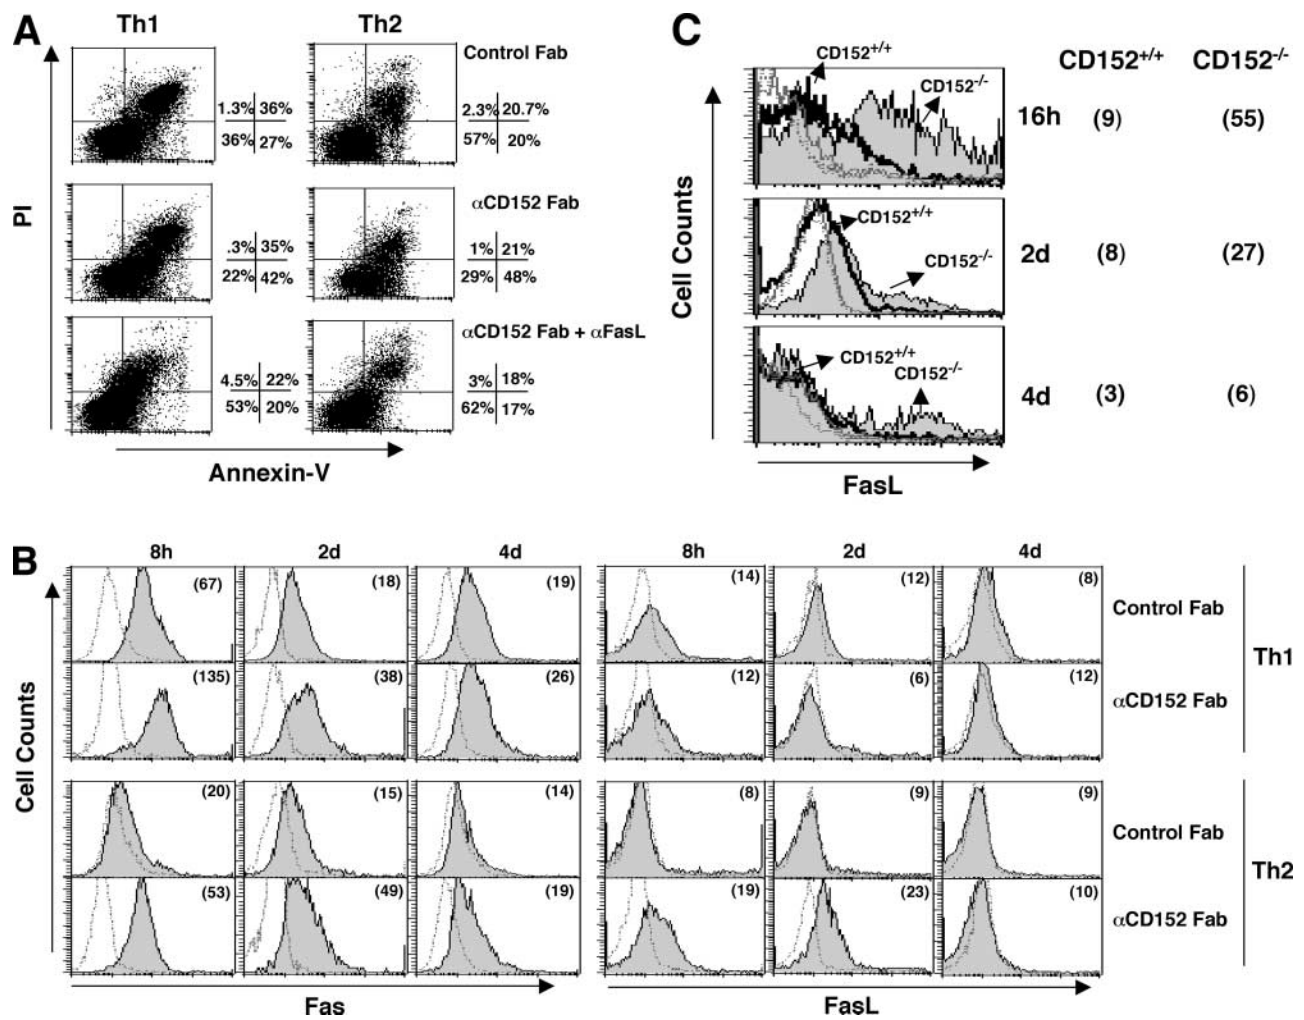 A
Th1
Th2
Control Fab
1.3% 36%
36% 27%
2.3% 20.7%
57% 20%
αCD152 Fab
.3% 35%
22% 42%
1% 21%
29% 48%
αCD152 Fab + αFasL
4.5% 22%
53% 20%
3% 18%
62% 17%
PI
Annexin-V
C
CD152+/+
CD152-/-
CD152+/+
CD152-/-
16h
(9)
(55)
CD152+/+
CD152-/-
2d
(8)
(27)
CD152+/+
CD152-/-
4d
(3)
(6)
Cell Counts
FasL
B
8h
2d
4d
8h
2d
4d
(67)
(18)
(19)
(14)
(12)
(8)
Control Fab
(135)
(38)
(26)
(12)
(6)
(12)
αCD152 Fab
Th1
(20)
(15)
(14)
(8)
(9)
(9)
Control Fab
(53)
(49)
(19)
(19)
(23)
(10)
αCD152 Fab
Th2
Cell Counts
Fas
FasL